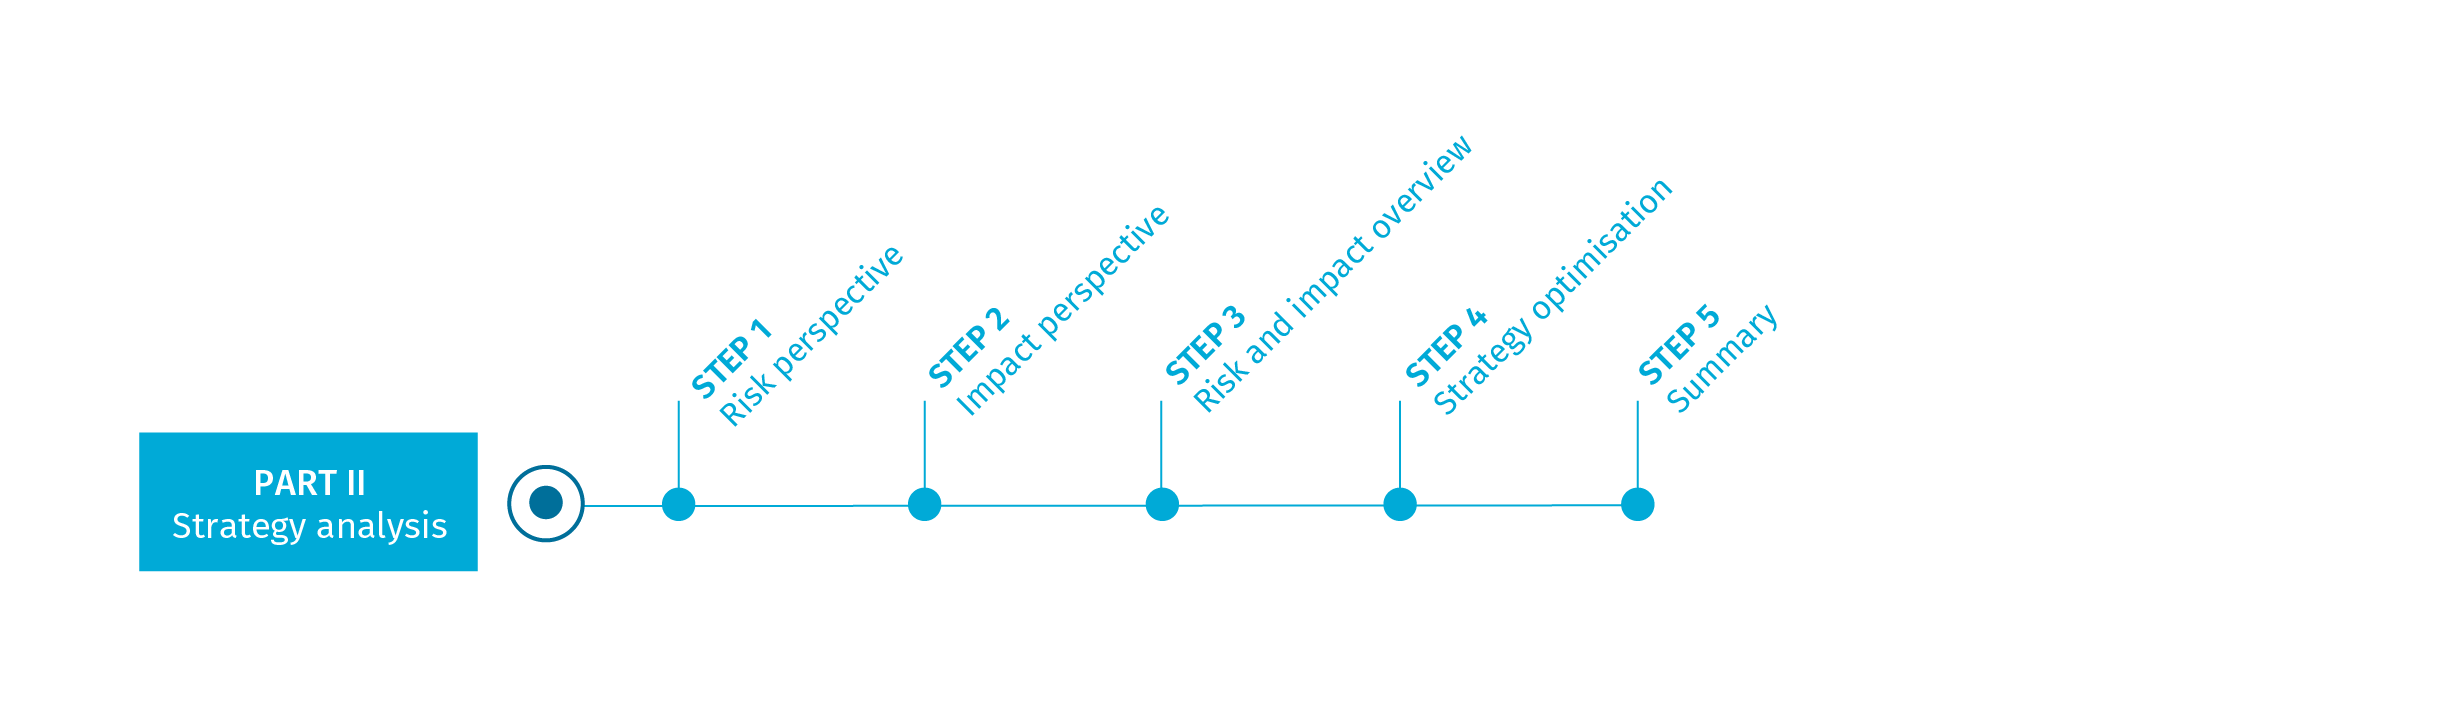 PART II
Strategy analysis
STEP 1
Risk perspective
STEP 2
Impact perspective
STEP 3
Risk and impact overview
STEP 4
Strategy optimisation
STEP 5
Summary